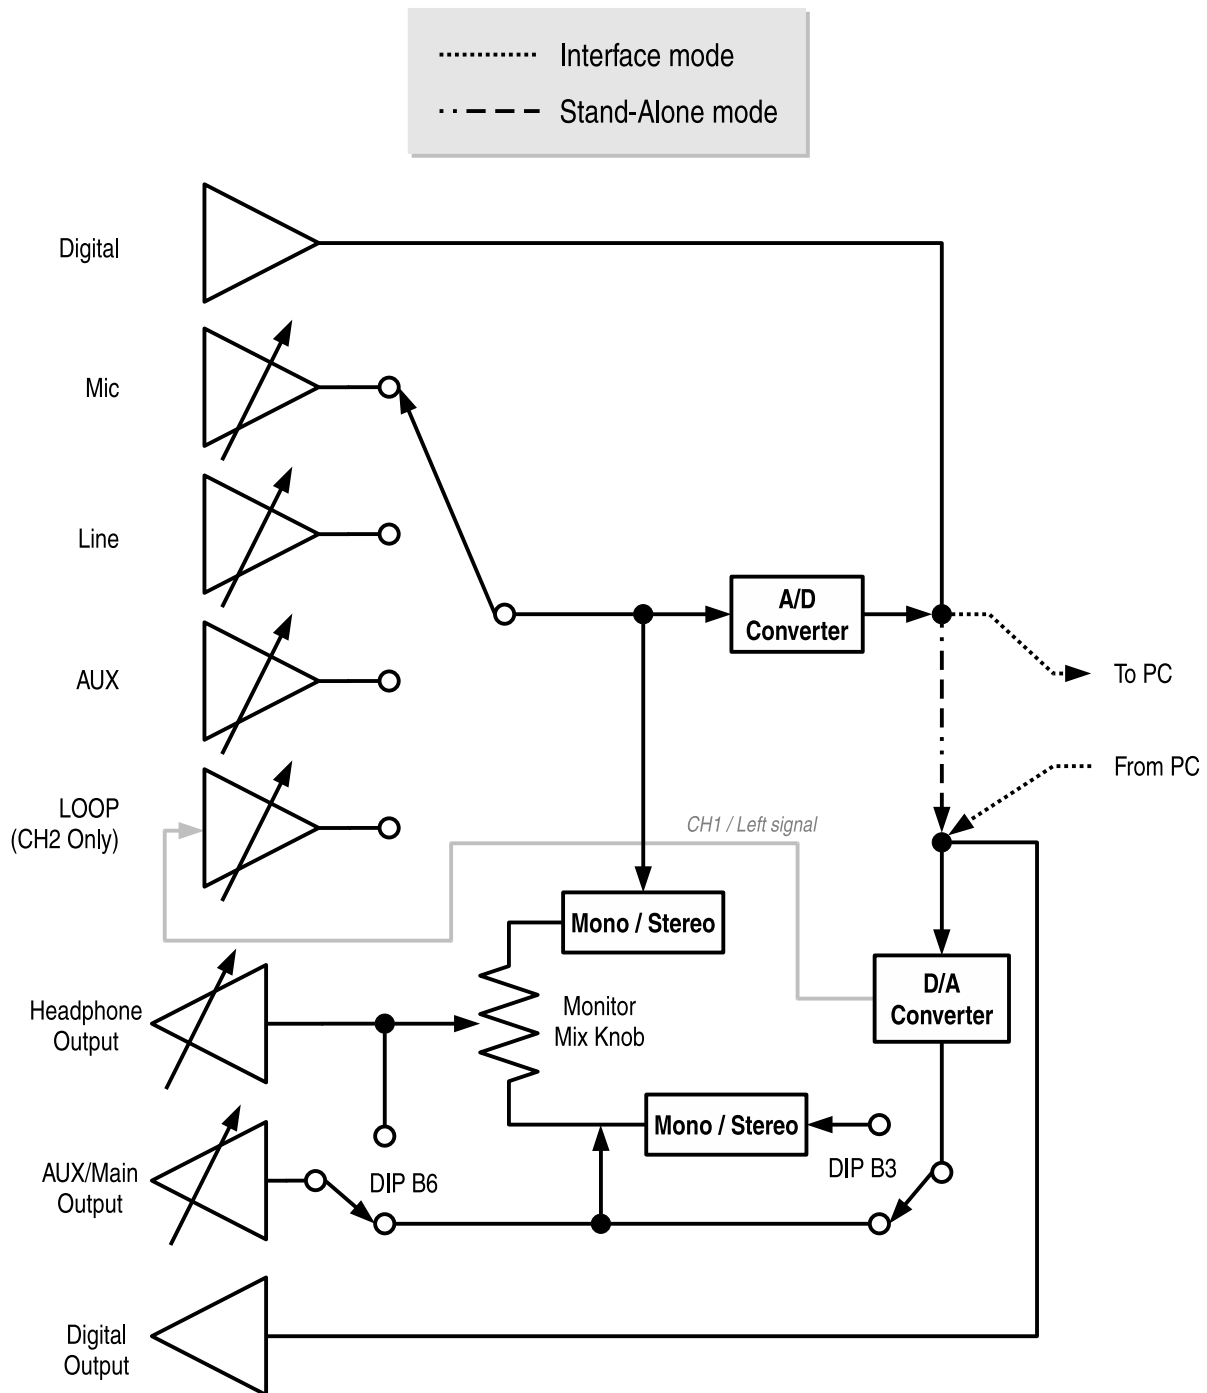 Interface mode
Stand-Alone mode
Digital
Mic
Line
AUX
LOOP
(CH2 Only)
A/D
Converter
To PC
From PC
CH1 / Left signal
Mono / Stereo
D/A
Converter
Headphone
Output
Monitor
Mix Knob
Mono / Stereo
DIP B3
AUX/Main
Output
DIP B6
Digital
Output